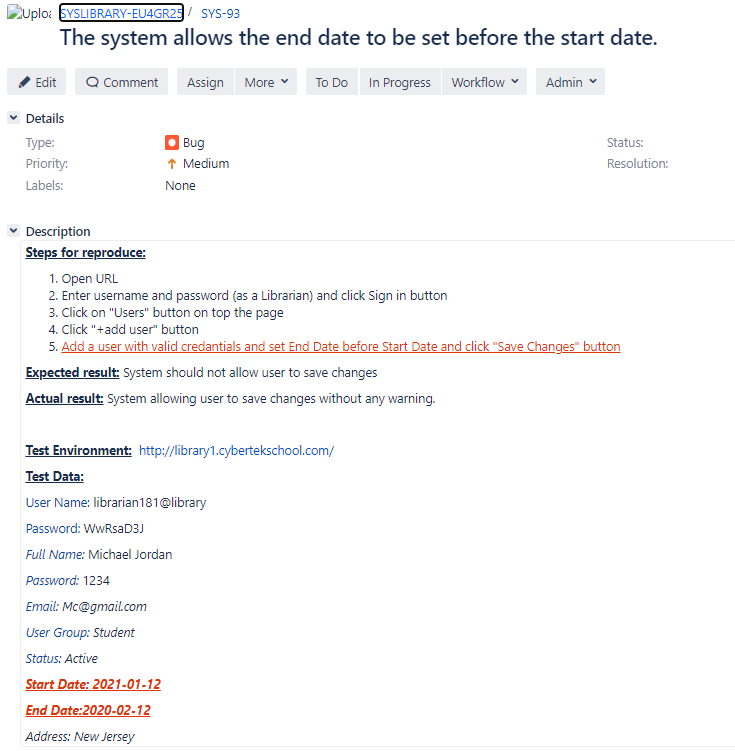 Uploa SYSLIBRARY-EU4GR25 / SYS-93
The system allows the end date to be set before the start date.
Edit Comment Assign More To Do In Progress Workflow Admin
Details
Type: Bug Status:
Priority: Medium Resolution:
Labels: None
Description
Steps for reproduce:
1. Open URL
2. Enter username and password (as a Librarian) and click Sign in button
3. Click on "Users" button on top the page
4. Click "+add user" button
5. Add a user with valid credantials and set End Date before Start Date and click "Save Changes" button
Expected result: System should not allow user to save changes
Actual result: System allowing user to save changes without any warning.
Test Environment: http://library1.cybertekschool.com/
Test Data:
User Name: librarian181@library
Password: WwRsaD3J
Full Name: Michael Jordan
Password: 1234
Email: Mc@gmail.com
User Group: Student
Status: Active
Start Date: 2021-01-12
End Date:2020-02-12
Address: New Jersey